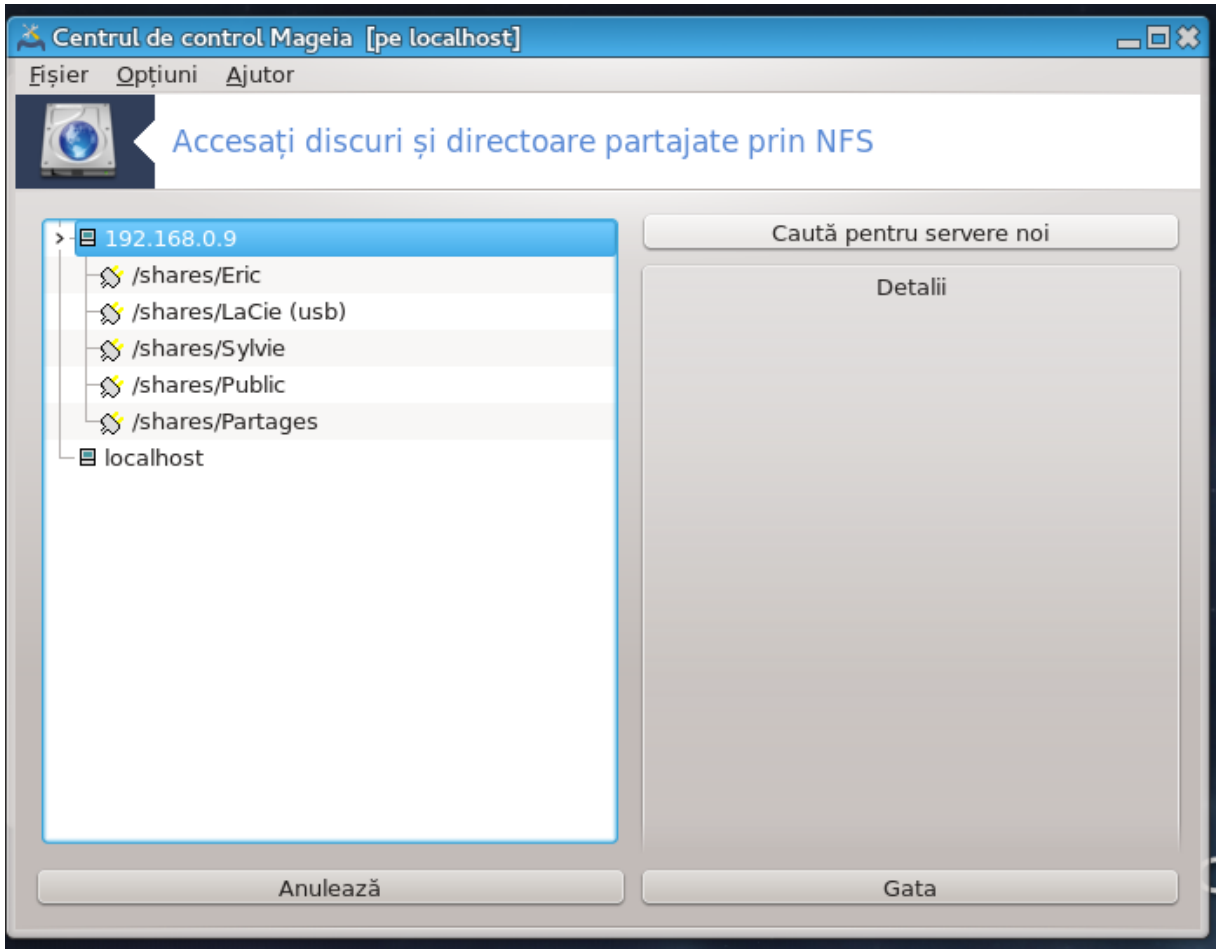 Centrul de control Mageia [pe localhost]
Fișier Opțiuni Ajutor
Accesați discuri și directoare partajate prin NFS
192.168.0.9
/shares/Eric
/shares/LaCie (usb)
/shares/Sylvie
/shares/Public
/shares/Partages
localhost
Caută pentru servere noi
Detalii
Anulează
Gata